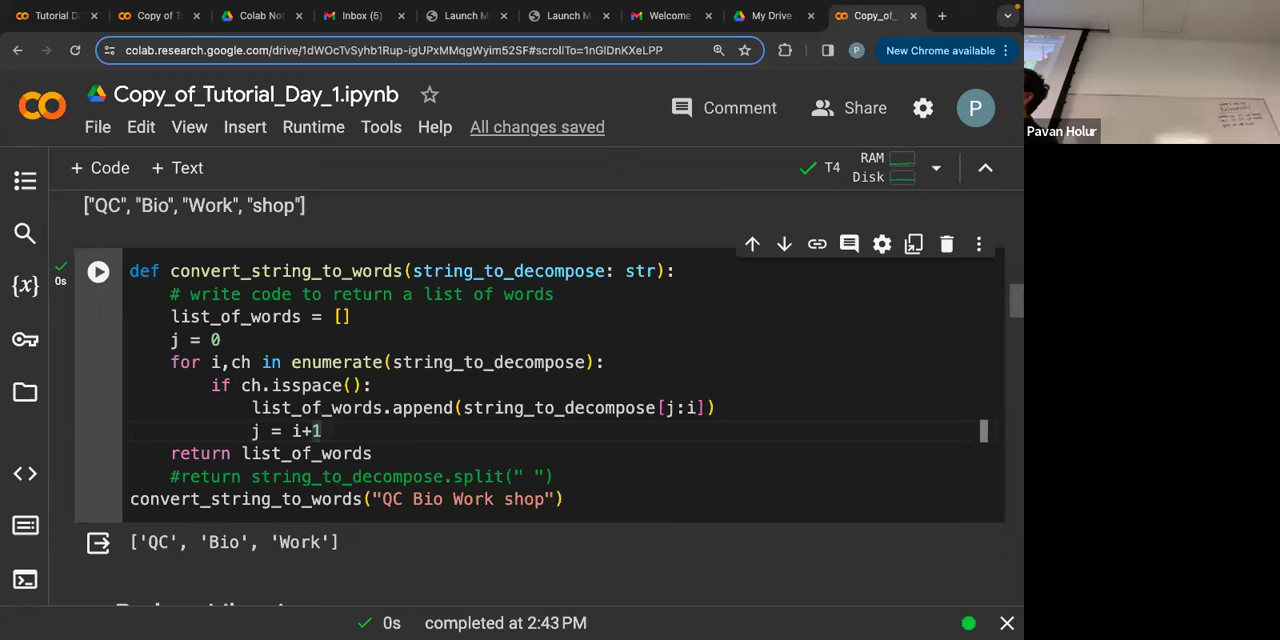 Tutorial D
Copy of T
Colab Not
Inbox (5)
Launch M
Launch M
Welcome
My Drive
Copy_of_
colab.research.google.com/drive/1dWOcTvSyhb1Rup-igUPxMMqgWyim52SF#scrollTo=1nGlDnKXeLPP
P
New Chrome available
Copy_of_Tutorial_Day_1.ipynb
Comment
Share
P
File Edit View Insert Runtime Tools Help All changes saved
Pavan Holur
+ Code + Text
T4
RAM
Disk
["QC", "Bio", "Work", "shop"]
0s
def convert_string_to_words(string_to_decompose: str):
# write code to return a list of words
list_of_words = []
j = 0
for i,ch in enumerate(string_to_decompose):
if ch.isspace():
list_of_words.append(string_to_decompose[j:i])
j = i+1
return list_of_words
#return string_to_decompose.split(" ")
convert_string_to_words("QC Bio Work shop")
['QC', 'Bio', 'Work']
0s completed at 2:43 PM